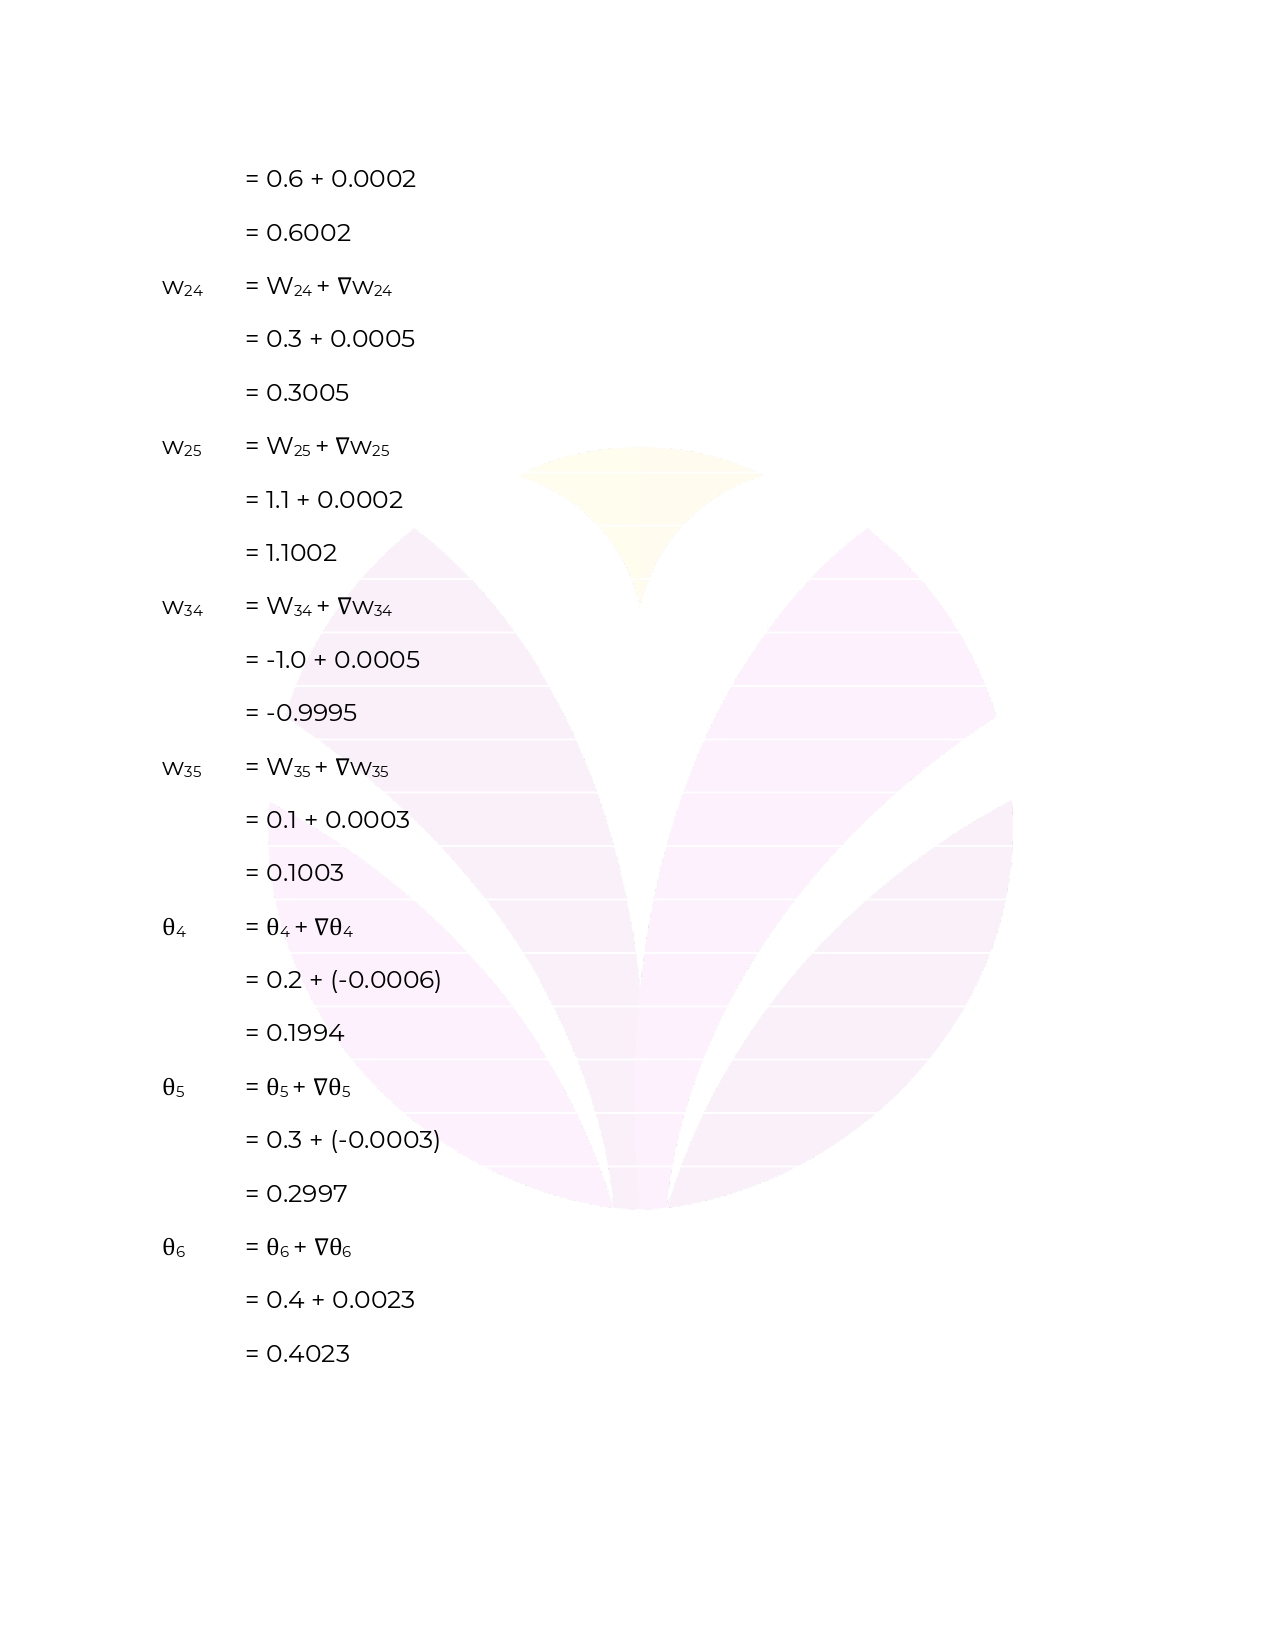 = 0.6 + 0.0002
= 0.6002
w₂₄ = W₂₄ + ∇w₂₄
= 0.3 + 0.0005
= 0.3005
w₂₅ = W₂₅ + ∇w₂₅
= 1.1 + 0.0002
= 1.1002
w₃₄ = W₃₄ + ∇w₃₄
= -1.0 + 0.0005
= -0.9995
w₃₅ = W₃₅ + ∇w₃₅
= 0.1 + 0.0003
= 0.1003
θ₄ = θ₄ + ∇θ₄
= 0.2 + (-0.0006)
= 0.1994
θ₅ = θ₅ + ∇θ₅
= 0.3 + (-0.0003)
= 0.2997
θ₆ = θ₆ + ∇θ₆
= 0.4 + 0.0023
= 0.4023